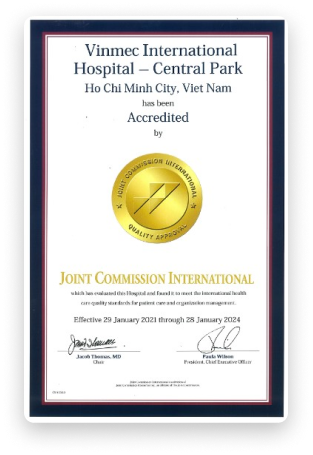 Vinmec International
Hospital – Central Park
Ho Chi Minh City, Viet Nam
has been
Accredited
by
JOINT COMMISSION INTERNATIONAL
QUALITY APPROVAL
JOINT COMMISSION INTERNATIONAL
which has evaluated this Hospital and found it to meet the international health
care quality standards for patient care and organization management.
Effective 29 January 2021 through 28 January 2024
Jacob Thomas, MD
Chair
Paula Wilson
President, Chief Executive Officer